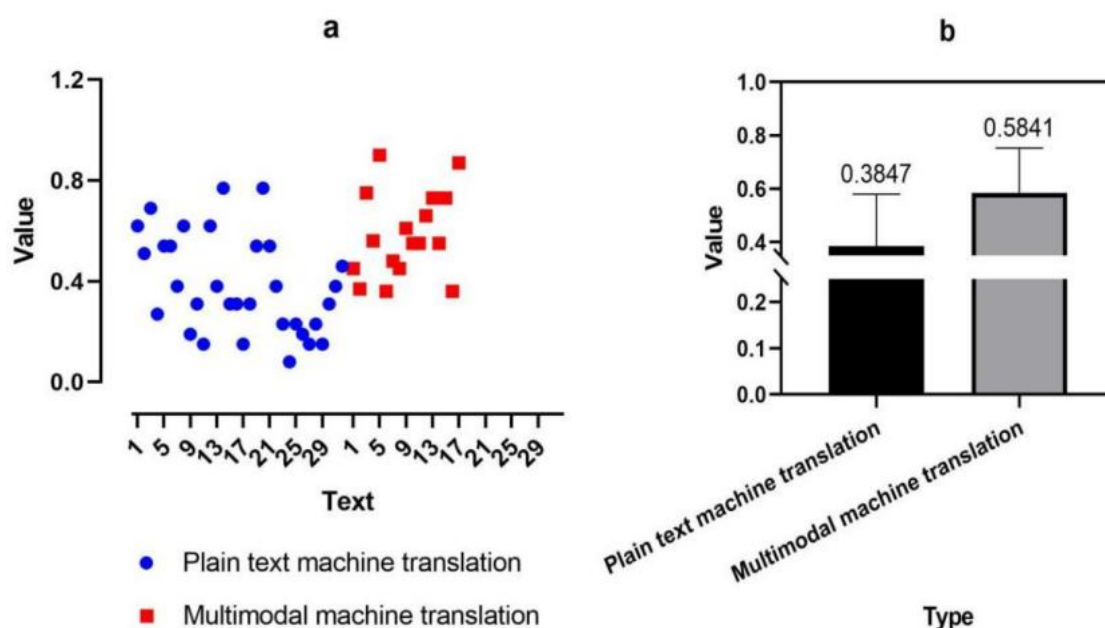 a
1.2
0.8
0.4
0.0
Value
1 5 9 13 17 21 25 29 1 5 9 13 17 21 25 29
Text
Plain text machine translation
Multimodal machine translation
b
1.0
0.8
0.6
0.4
0.2
0.1
0.0
Value
0.3847
0.5841
Plain text machine translation
Multimodal machine translation
Type